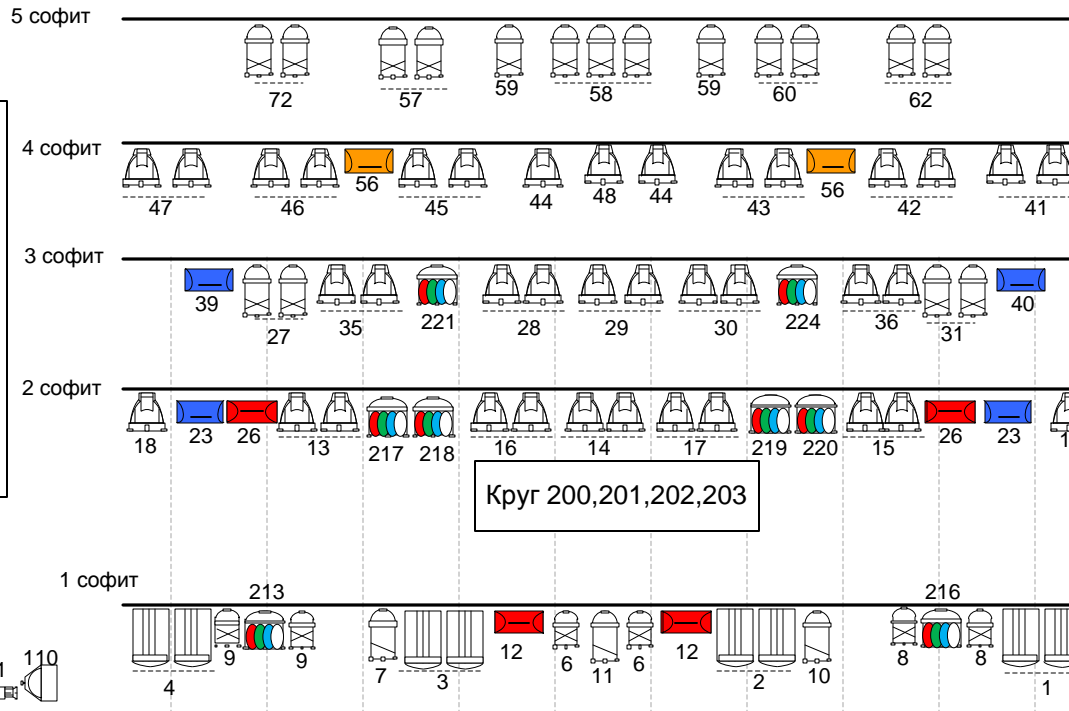 5 софит
72 57 59 58 59 60 62
4 софит
47 46 56 45 44 48 44 43 56 42 41
3 софит
39 27 35 221 28 29 30 224 36 31 40
2 софит
18 23 26 13 217 218 16 14 17 219 220 15 26 23 1
Круг 200,201,202,203
1 софит
213 216
4 9 9 7 3 12 6 11 6 12 2 10 8 8 1
1 110